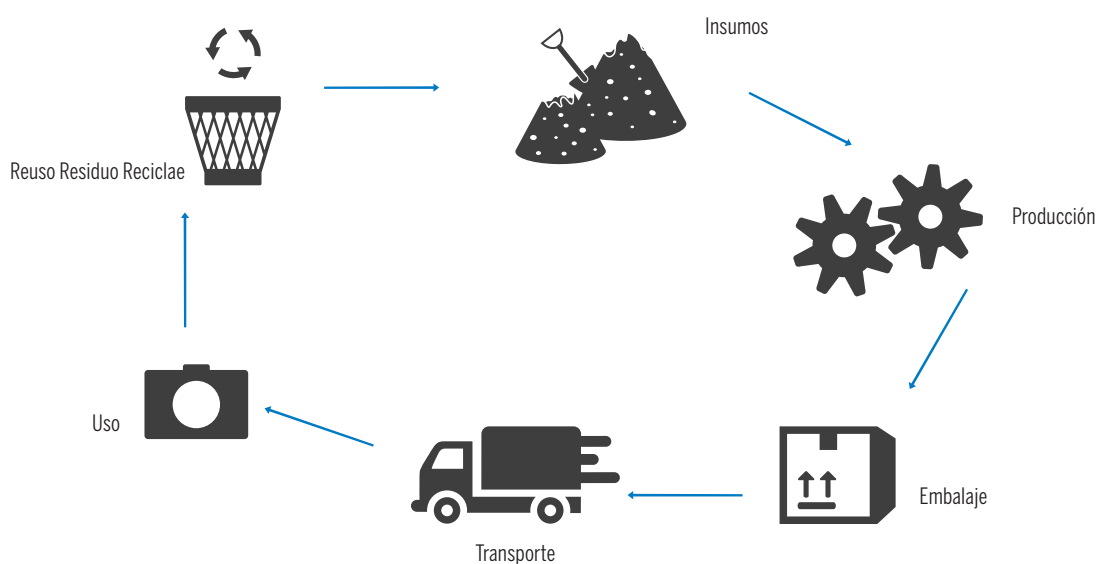 Insumos
Reuso Residuo Reciclae
Producción
Uso
Embalaje
Transporte